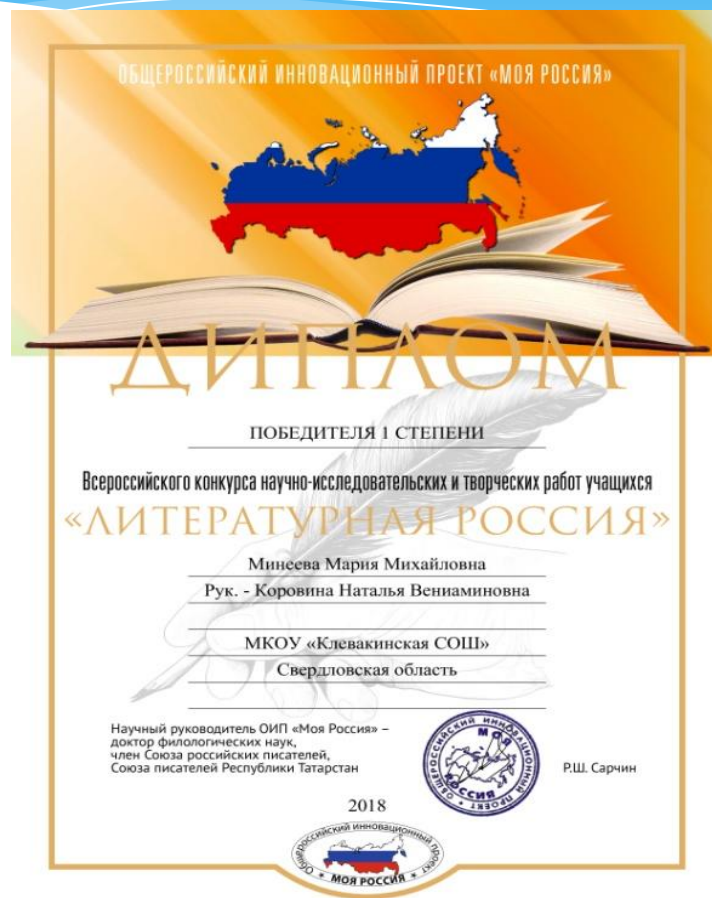 ОБЩЕРОССИЙСКИЙ ИННОВАЦИОННЫЙ ПРОЕКТ «МОЯ РОССИЯ»
ДИПЛОМ
ПОБЕДИТЕЛЯ 1 СТЕПЕНИ
Всероссийского конкурса научно-исследовательских и творческих работ учащихся
«ЛИТЕРАТУРНАЯ РОССИЯ»
Минеева Мария Михайловна
Рук. - Коровина Наталья Вениаминовна
МКОУ «Клевакинская СОШ»
Свердловская область
Научный руководитель ОИП «Моя Россия» –
доктор филологических наук,
член Союза российских писателей,
Союза писателей Республики Татарстан
ОБЩЕРОССИЙСКИЙ ИННОВАЦИОННЫЙ ПРОЕКТ
МОЯ
РОССИЯ
Р.Ш. Сарчин
2018
Общероссийский инновационный проект
МОЯ РОССИЯ